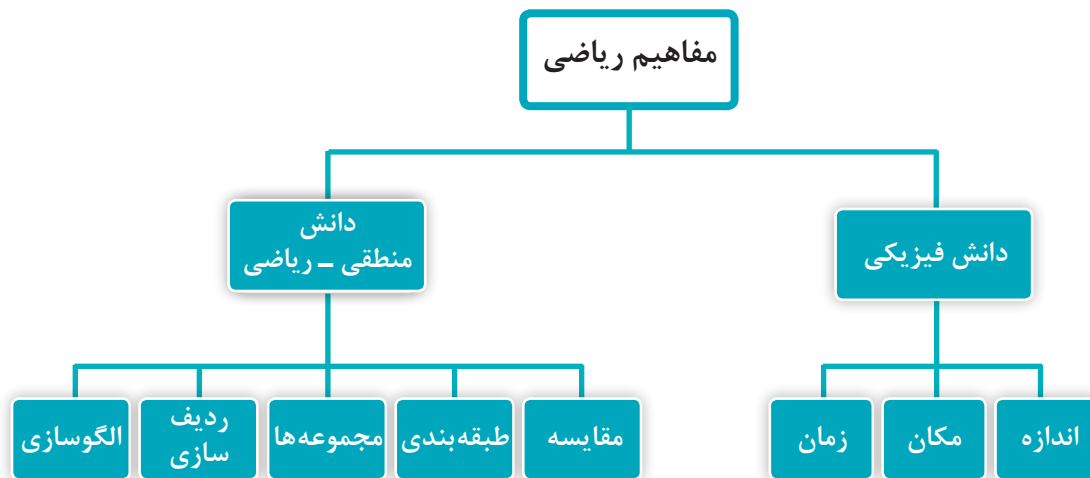 مفاهیم ریاضی
دانش فیزیکی
دانش
منطقی ـ ریاضی
اندازه
مکان
زمان
مقایسه
طبقه‌بندی
مجموعه‌ها
ردیف
سازی
الگوسازی